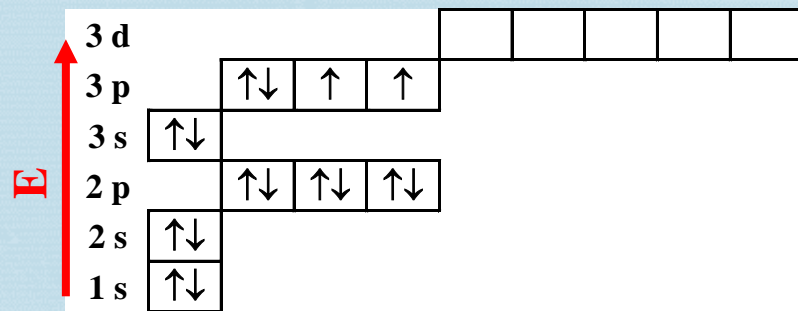 3 d
3 p ↑↓ ↑ ↑
3 s ↑↓
E
2 p ↑↓ ↑↓ ↑↓
2 s ↑↓
1 s ↑↓